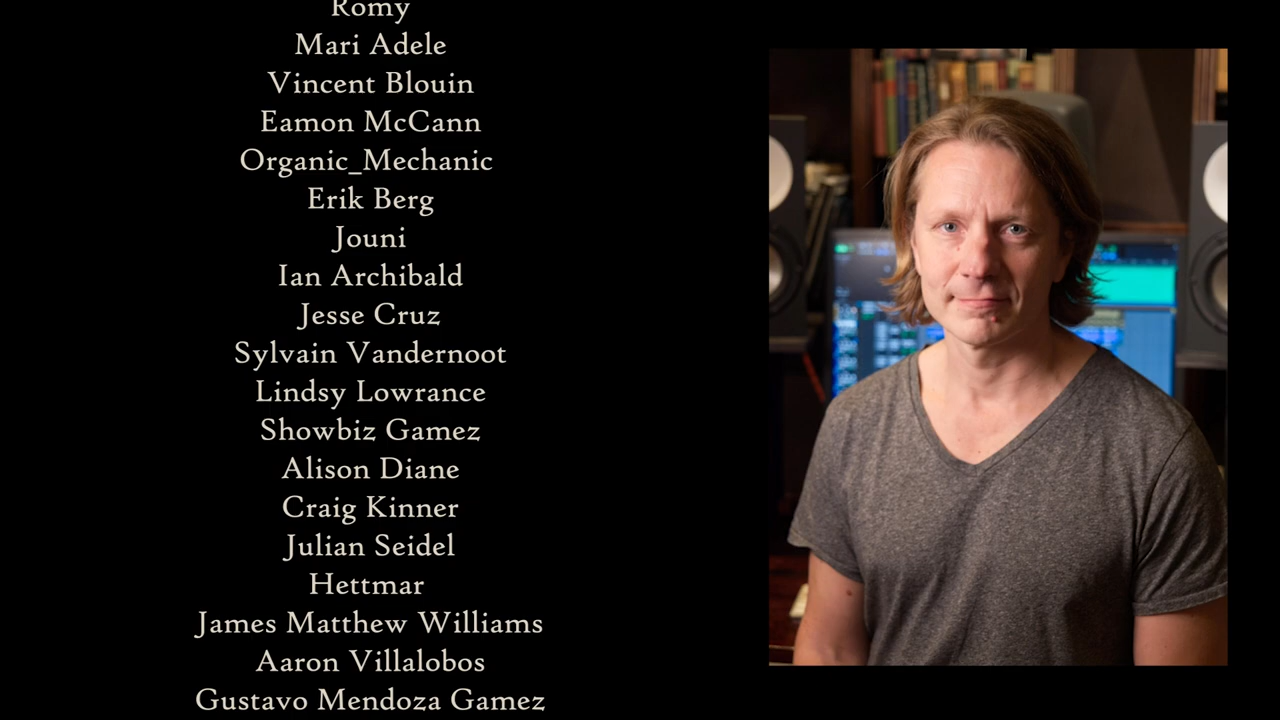 Romy
Mari Adele
Vincent Blouin
Eamon McCann
Organic_Mechanic
Erik Berg
Jouni
Ian Archibald
Jesse Cruz
Sylvain Vandernoot
Lindsy Lowrance
Showbiz Gamez
Alison Diane
Craig Kinner
Julian Seidel
Hettmar
James Matthew Williams
Aaron Villalobos
Gustavo Mendoza Gamez